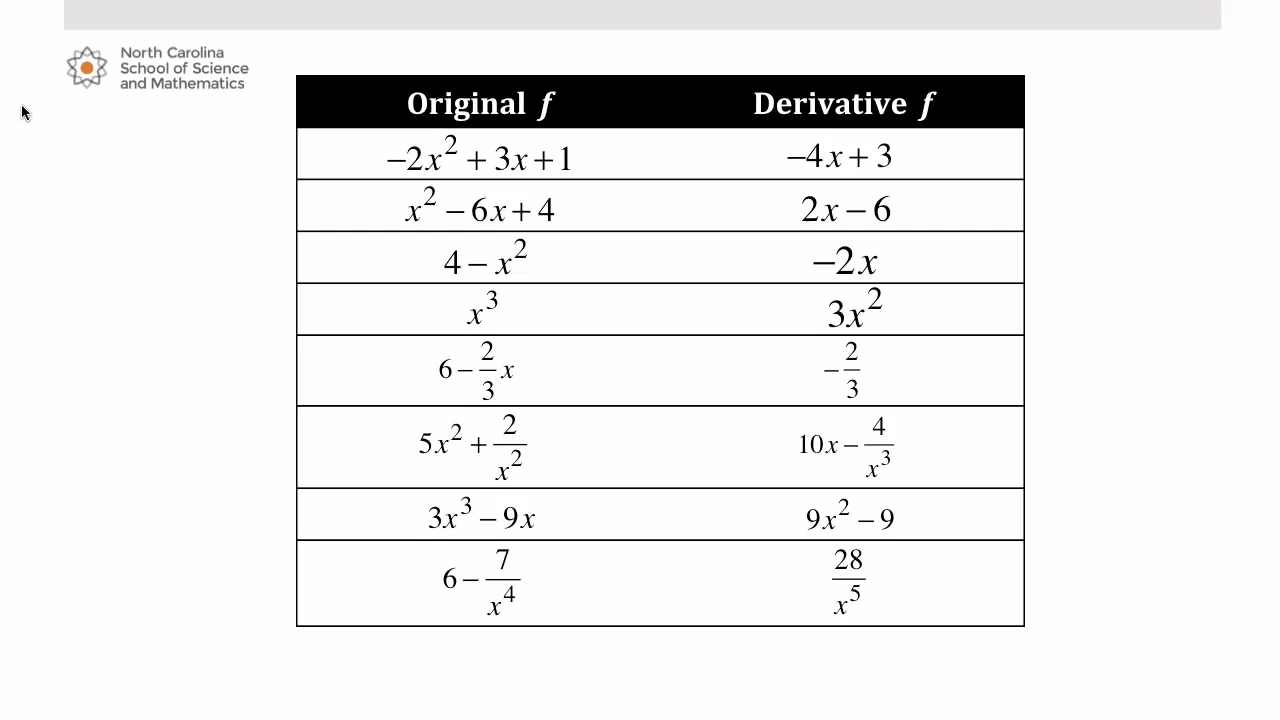 North Carolina
School of Science
and Mathematics
Original f Derivative f
−2x² + 3x + 1 −4x + 3
x² − 6x + 4 2x − 6
4 − x² −2x
x³ 3x²
6 − 2/3 x − 2/3
5x² + 2/x² 10x − 4/x³
3x³ − 9x 9x² − 9
6 − 7/x⁴ 28/x⁵